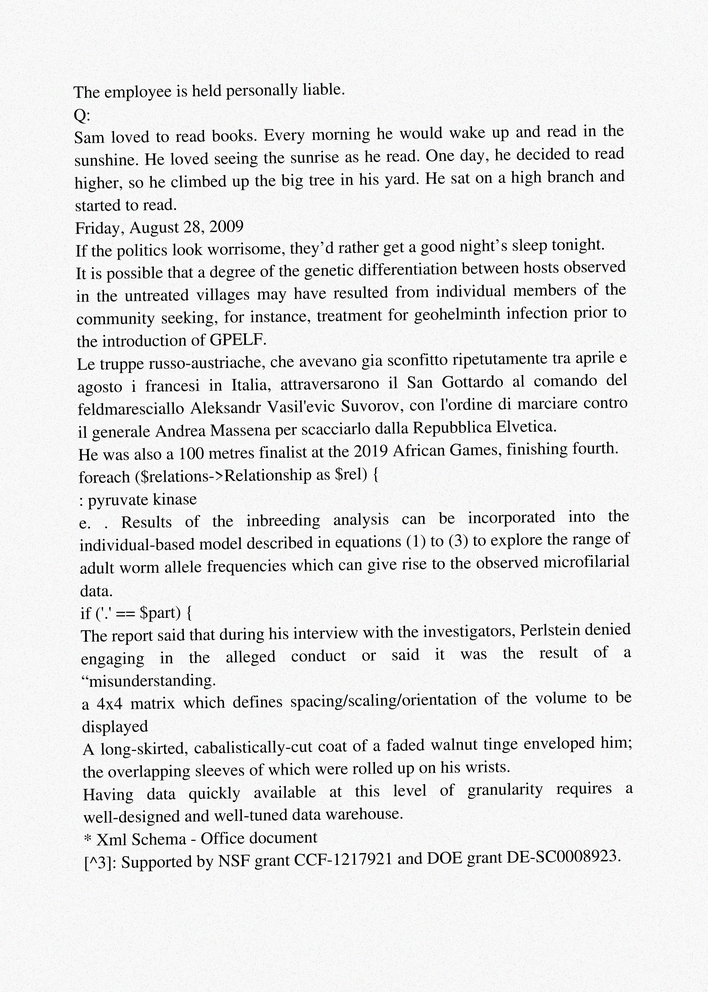 The employee is held personally liable.
Q:
Sam loved to read books. Every morning he would wake up and read in the
sunshine. He loved seeing the sunrise as he read. One day, he decided to read
higher, so he climbed up the big tree in his yard. He sat on a high branch and
started to read.
Friday, August 28, 2009
If the politics look worrisome, they’d rather get a good night’s sleep tonight.
It is possible that a degree of the genetic differentiation between hosts observed
in the untreated villages may have resulted from individual members of the
community seeking, for instance, treatment for geohelminth infection prior to
the introduction of GPELF.
Le truppe russo-austriache, che avevano gia sconfitto ripetutamente tra aprile e
agosto i francesi in Italia, attraversarono il San Gottardo al comando del
feldmaresciallo Aleksandr Vasil'evic Suvorov, con l'ordine di marciare contro
il generale Andrea Massena per scacciarlo dalla Repubblica Elvetica.
He was also a 100 metres finalist at the 2019 African Games, finishing fourth.
foreach ($relations->Relationship as $rel) {
: pyruvate kinase
e. . Results of the inbreeding analysis can be incorporated into the
individual-based model described in equations (1) to (3) to explore the range of
adult worm allele frequencies which can give rise to the observed microfilarial
data.
if ('.' == $part) {
The report said that during his interview with the investigators, Perlstein denied
engaging in the alleged conduct or said it was the result of a
“misunderstanding.
a 4x4 matrix which defines spacing/scaling/orientation of the volume to be
displayed
A long-skirted, cabalistically-cut coat of a faded walnut tinge enveloped him;
the overlapping sleeves of which were rolled up on his wrists.
Having data quickly available at this level of granularity requires a
well-designed and well-tuned data warehouse.
* Xml Schema - Office document
[^3]: Supported by NSF grant CCF-1217921 and DOE grant DE-SC0008923.